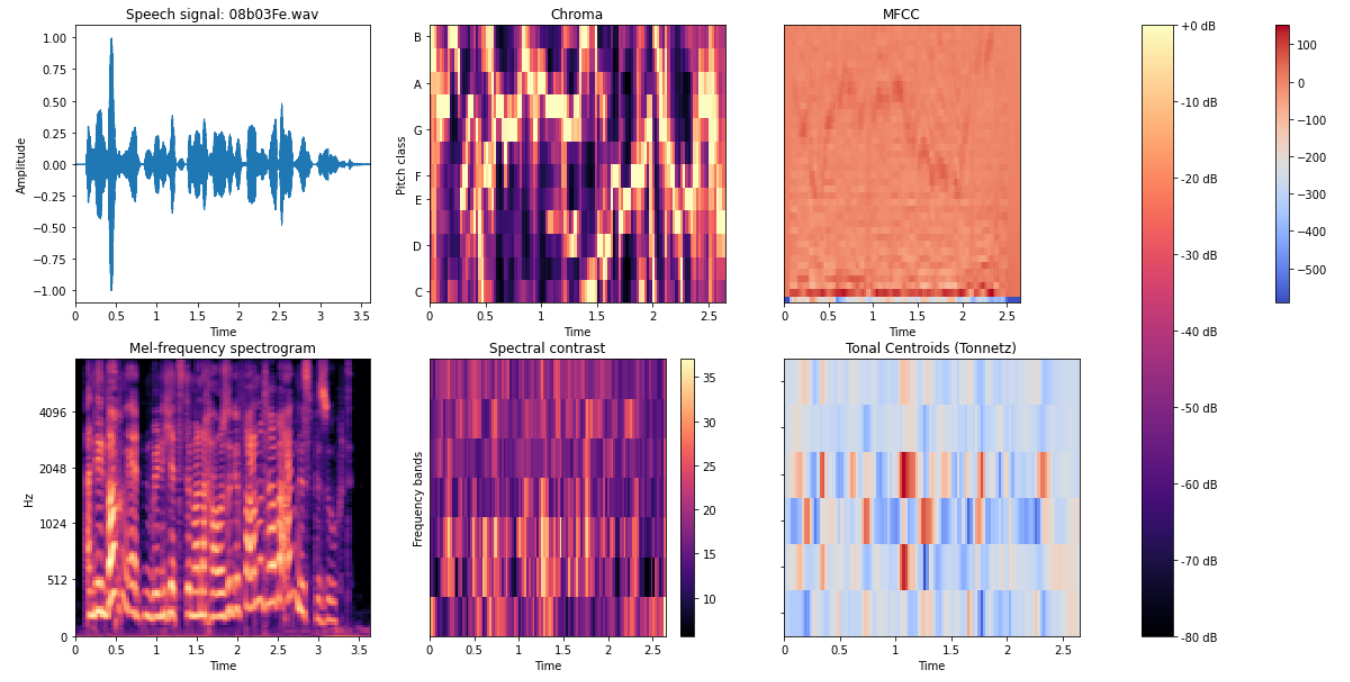 Speech signal: 08b03Fe.wav
Amplitude
1.00
0.75
0.50
0.25
0.00
−0.25
−0.50
−0.75
−1.00
0 0.5 1 1.5 2 2.5 3 3.5
Time
Chroma
Pitch class
B
A
G
F
E
D
C
0 0.5 1 1.5 2 2.5
Time
MFCC
0 0.5 1 1.5 2 2.5
Time
Mel-frequency spectrogram
Hz
4096
2048
1024
512
0
0 0.5 1 1.5 2 2.5 3 3.5
Time
Spectral contrast
Frequency bands
0 0.5 1 1.5 2 2.5
Time
35
30
25
20
15
10
Tonal Centroids (Tonnetz)
0 0.5 1 1.5 2 2.5
Time
+0 dB
-10 dB
-20 dB
-30 dB
-40 dB
-50 dB
-60 dB
-70 dB
-80 dB
100
0
−100
−200
−300
−400
−500